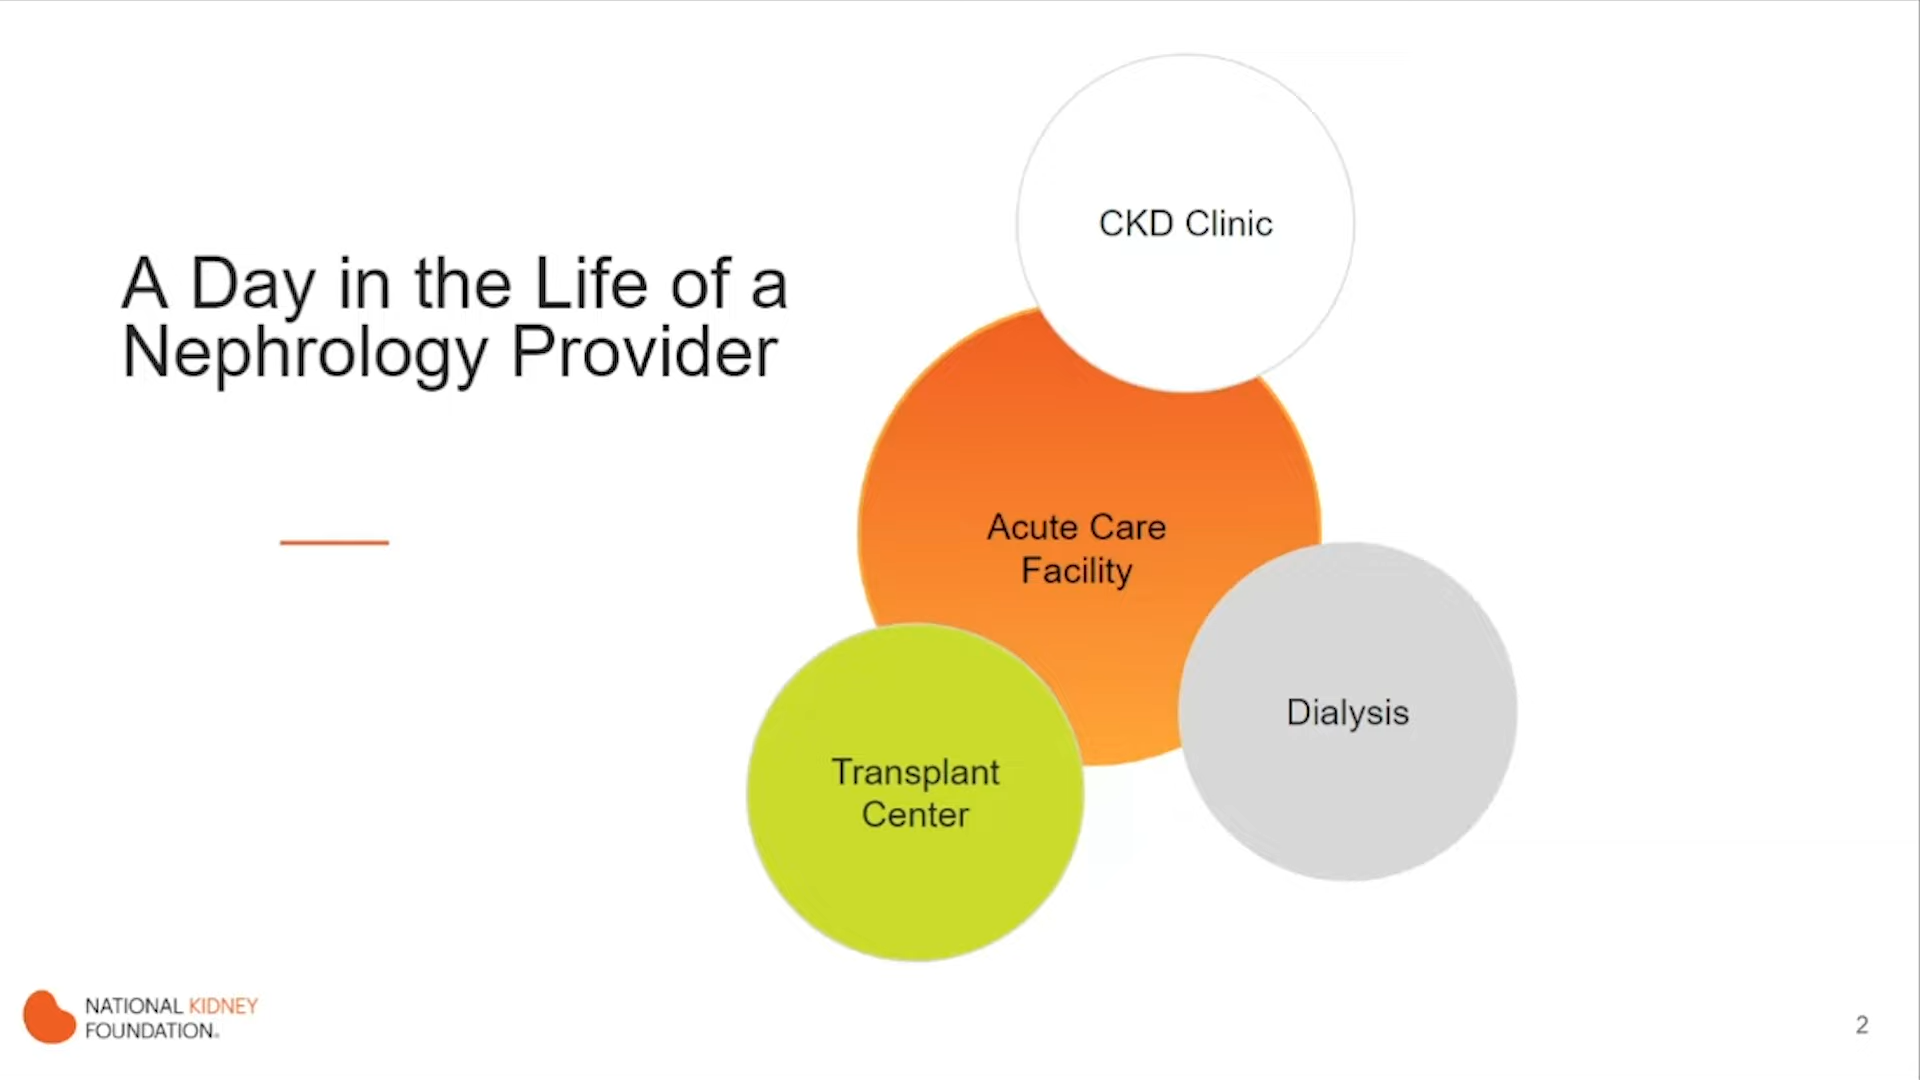 A Day in the Life of a
Nephrology Provider
CKD Clinic
Acute Care
Facility
Dialysis
Transplant
Center
NATIONAL KIDNEY
FOUNDATION®
2